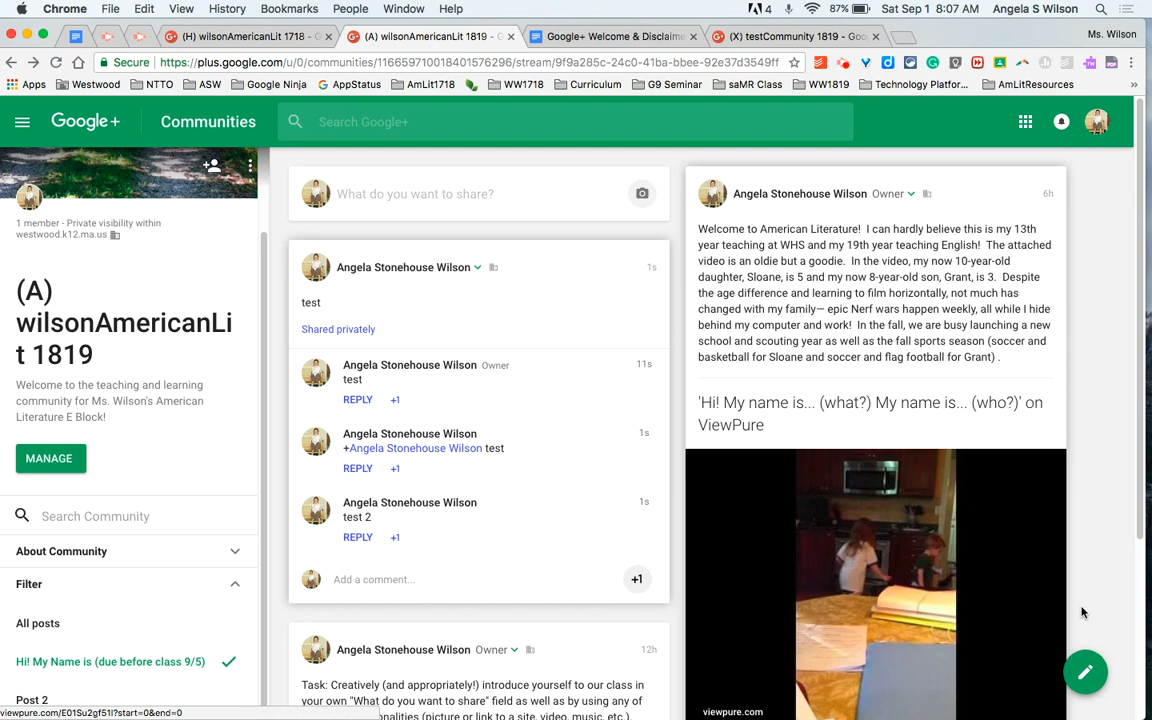 Chrome File Edit View History Bookmarks People Window Help 4 87% Sat Sep 1 8:07 AM Angela S Wilson
(H) wilsonAmericanLit 1718 - G (A) wilsonAmericanLit 1819 - G Google+ Welcome & Disclaime (X) testCommunity 1819 - Goo Ms. Wilson
Secure https://plus.google.com/u/0/communities/116659710018401576296/stream/9f9a285c-24c0-41ba-bbee-92e37d3549ff
Apps Westwood NTTO ASW Google Ninja AppStatus AmLit1718 WW1718 Curriculum G9 Seminar saMR Class WW1819 Technology Platfor... AmLitResources
Google+ Communities Search Google+
1 member - Private visibility within
westwood.k12.ma.us
(A)
wilsonAmericanLi
t 1819
Welcome to the teaching and learning
community for Ms. Wilson's American
Literature E Block!
MANAGE
Search Community
About Community
Filter
All posts
Hi! My Name is (due before class 9/5)
Post 2
viewpure.com/E01Su2gf51I?start=0&end=0
What do you want to share?
Angela Stonehouse Wilson 1s
test
Shared privately
Angela Stonehouse Wilson Owner 11s
test
REPLY +1
Angela Stonehouse Wilson 1s
+Angela Stonehouse Wilson test
REPLY +1
Angela Stonehouse Wilson 1s
test 2
REPLY +1
Add a comment... +1
Angela Stonehouse Wilson Owner 12h
Task: Creatively (and appropriately!) introduce yourself to our class in
your own "What do you want to share" field as well as by using any of
onalities (picture or link to a site, video, music, etc.).
Angela Stonehouse Wilson Owner 6h
Welcome to American Literature! I can hardly believe this is my 13th
year teaching at WHS and my 19th year teaching English! The attached
video is an oldie but a goodie. In the video, my now 10-year-old
daughter, Sloane, is 5 and my now 8-year-old son, Grant, is 3. Despite
the age difference and learning to film horizontally, not much has
changed with my family— epic Nerf wars happen weekly, all while I hide
behind my computer and work! In the fall, we are busy launching a new
school and scouting year as well as the fall sports season (soccer and
basketball for Sloane and soccer and flag football for Grant) .
'Hi! My name is... (what?) My name is... (who?)' on
ViewPure
viewpure.com